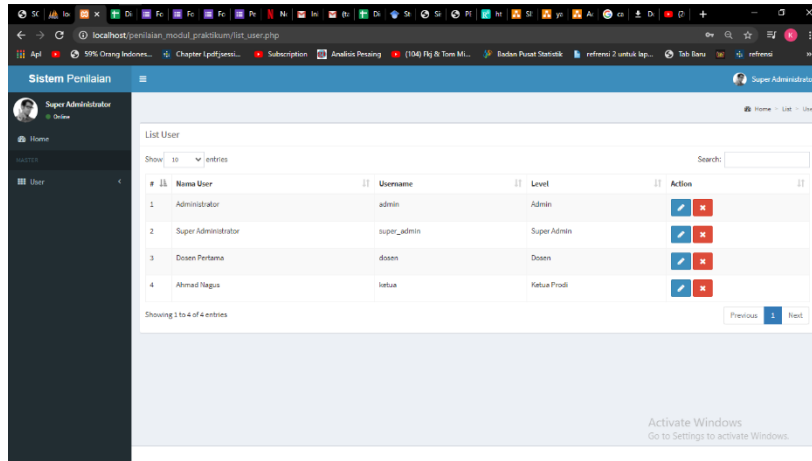 localhost/penilaian_modul_praktikum/list_user.php
Apl 59% Orang Indones... Chapter I.pdfjsessi... Subscription Analisis Pesaing (104) Fkj & Tom Mi... Badan Pusat Statistik refrensi 2 untuk lap... Tab Baru refrensi
Sistem Penilaian
Super Administrator
Super Administrator
Online
Home > List > Use
Home
MASTER
User
List User
Show 10 entries Search:
# Nama User Username Level Action
1 Administrator admin Admin
2 Super Administrator super_admin Super Admin
3 Dosen Pertama dosen Dosen
4 Ahmad Nagus ketua Ketua Prodi
Showing 1 to 4 of 4 entries
Previous 1 Next
Activate Windows
Go to Settings to activate Windows.